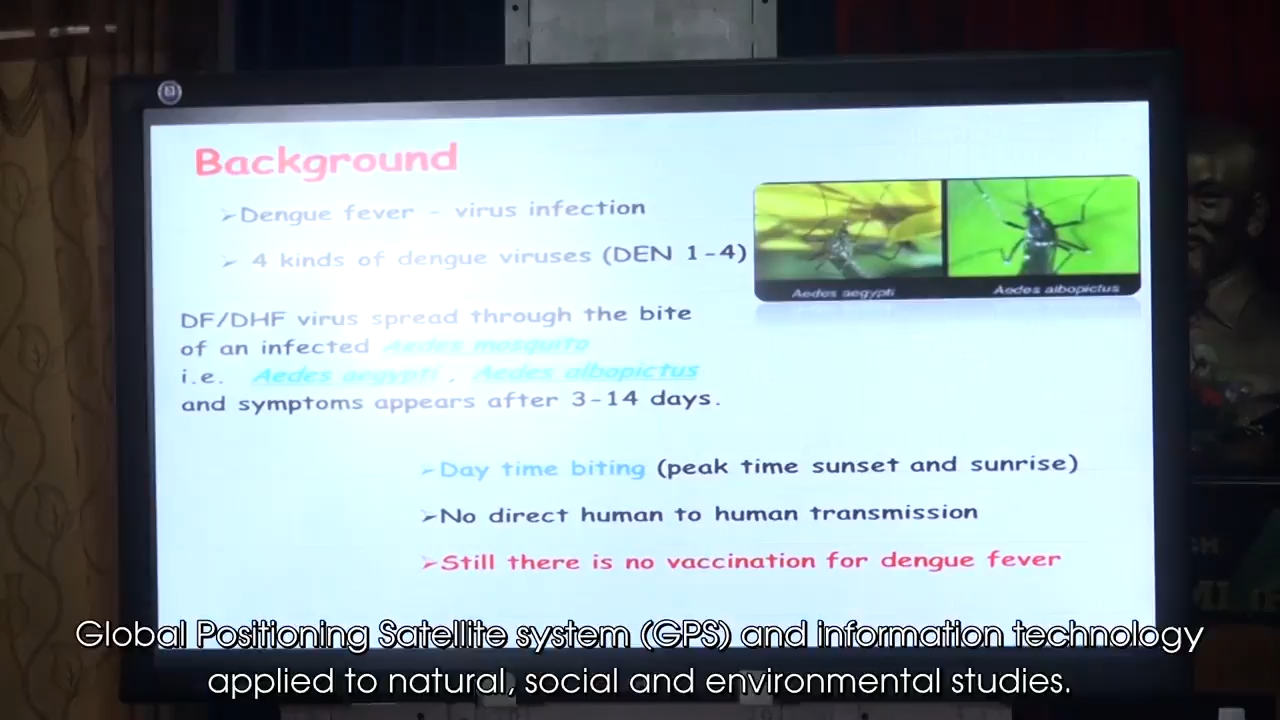 Background
➢Dengue fever - virus infection
➢ 4 kinds of dengue viruses (DEN 1-4)
Aedes aegypti
Aedes albopictus
DF/DHF virus spread through the bite
of an infected Aedes mosquito
i.e. Aedes aegypti , Aedes albopictus
and symptoms appears after 3-14 days.
➢Day time biting (peak time sunset and sunrise)
➢No direct human to human transmission
➢Still there is no vaccination for dengue fever
Global Positioning Satellite system (GPS) and information technology
applied to natural, social and environmental studies.